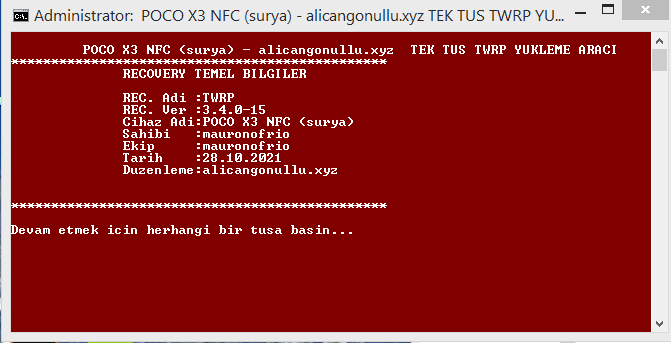 Administrator:  POCO X3 NFC (surya) - alicangonullu.xyz TEK TUS TWRP YU...
POCO X3 NFC (surya) - alicangonullu.xyz  TEK TUS TWRP YUKLEME ARACI
***********************************************
RECOVERY TEMEL BILGILER
REC. Adi :TWRP
REC. Ver :3.4.0-15
Cihaz Adi:POCO X3 NFC (surya)
Sahibi   :mauronofrio
Ekip     :mauronofrio
Tarih    :28.10.2021
Duzenleme:alicangonullu.xyz
***********************************************
Devam etmek icin herhangi bir tusa basin...